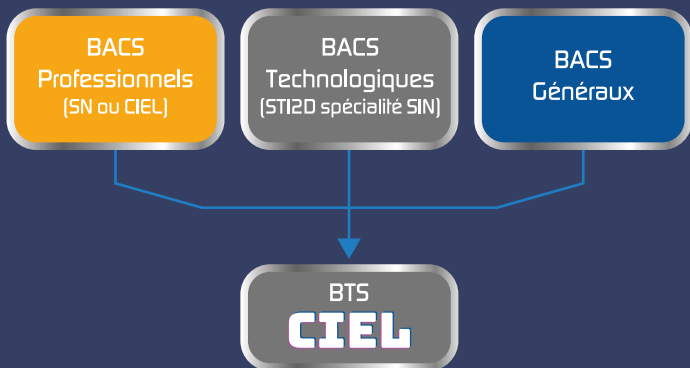 BACS
Professionnels
(SN ou CIEL)
BACS
Technologiques
(STI2D spécialité SIN)
BACS
Généraux
BTS
CIEL